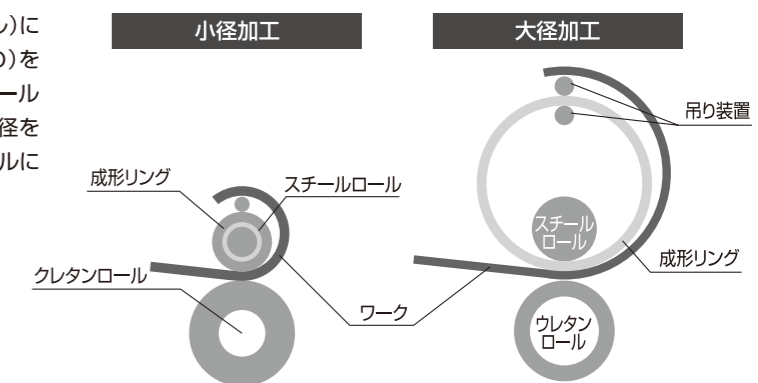 ル)に
の)を
ール
径を
ルに
小径加工
大径加工
成形リング
スチールロール
クレタンロール
ワーク
吊り装置
スチール
ロール
成形リング
ウレタン
ロール